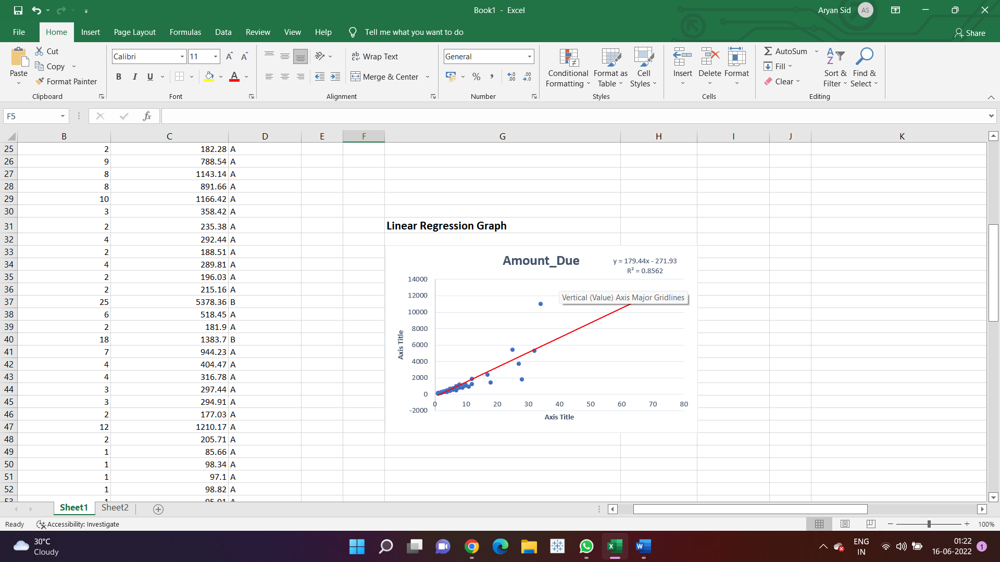 Book1 - Excel
Aryan Sid
AS
File Home Insert Page Layout Formulas Data Review View Help Tell me what you want to do
Share
Paste
Cut
Copy
Format Painter
Clipboard
Calibri 11
B I U
Font
Wrap Text
Merge & Center
Alignment
General
Number
Conditional Formatting
Format as Table
Cell Styles
Styles
Insert Delete Format
Cells
AutoSum
Fill
Clear
Sort & Filter
Find & Select
Editing
F5
fx
B C D E F G H I J K
25 2 182.28 A
26 9 788.54 A
27 8 1143.14 A
28 8 891.66 A
29 10 1166.42 A
30 3 358.42 A
31 2 235.38 A
32 4 292.44 A
33 2 188.51 A
34 4 289.81 A
35 2 196.03 A
36 2 215.16 A
37 25 5378.36 B
38 6 518.45 A
39 2 181.9 A
40 18 1383.7 B
41 7 944.23 A
42 4 404.47 A
43 4 316.78 A
44 3 297.44 A
45 3 294.91 A
46 2 177.03 A
47 12 1210.17 A
48 2 205.71 A
49 1 85.66 A
50 1 98.34 A
51 1 97.1 A
52 1 98.82 A
Linear Regression Graph
Amount_Due
y = 179.44x - 271.93
R² = 0.8562
Vertical (Value) Axis Major Gridlines
14000
12000
10000
8000
6000
4000
2000
0
-2000
Axis Title
0 10 20 30 40 50 60 70 80
Axis Title
Sheet1 Sheet2
Ready
Accessibility: Investigate
100%
30°C
Cloudy
ENG
IN
01:22
16-06-2022
1